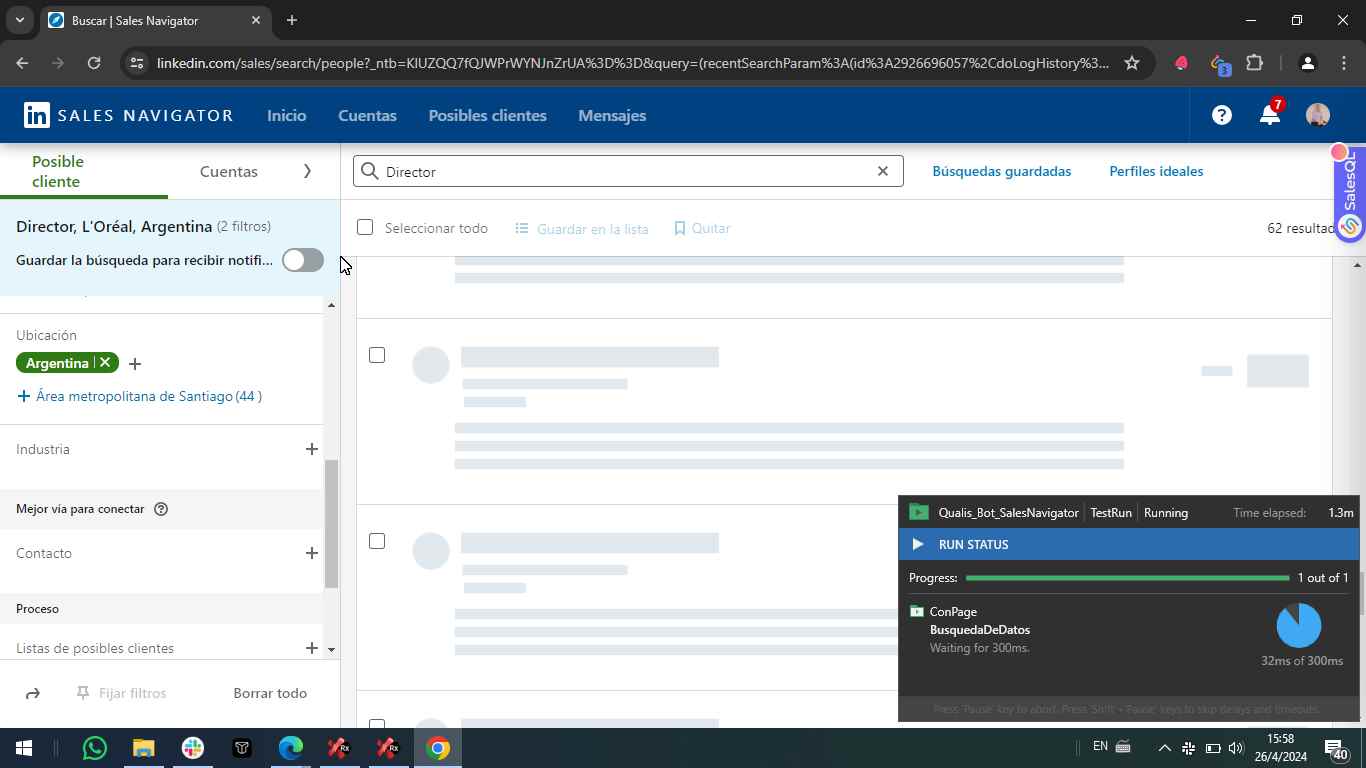 Buscar | Sales Navigator
linkedin.com/sales/search/people?_ntb=KlUZQQ7fQJWPrWYNJnZrUA%3D%3D&query=(recentSearchParam%3A(id%3A2926696057%2CdoLogHistory%3...
3
in SALES NAVIGATOR
Inicio
Cuentas
Posibles clientes
Mensajes
7
Posible cliente
Cuentas
Director
Búsquedas guardadas
Perfiles ideales
SalesQL
Director, L'Oréal, Argentina (2 filtros)
Seleccionar todo
Guardar en la lista
Quitar
62 resultad
Guardar la búsqueda para recibir notifi...
Ubicación
Argentina
Área metropolitana de Santiago (44 )
Industria
Mejor vía para conectar
Contacto
Proceso
Listas de posibles clientes
Fijar filtros
Borrar todo
Qualis_Bot_SalesNavigator
TestRun
Running
Time elapsed: 1.3m
RUN STATUS
Progress: 1 out of 1
ConPage
BusquedaDeDatos
Waiting for 300ms.
32ms of 300ms
Press 'Pause' key to abort. Press 'Shift + Pause' keys to skip delays and timeouts.
Rx
Rx
EN
15:58
26/4/2024
40